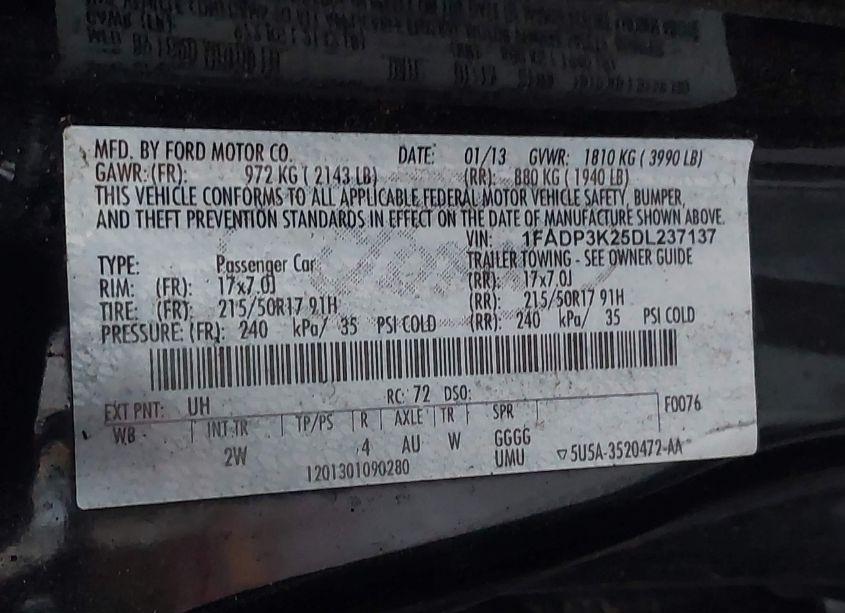 MFD. BY FORD MOTOR CO. DATE: 01/13 GVWR: 1810 KG ( 3990 LB)
GAWR:(FR): 972 KG ( 2143 LB) (RR): 880 KG ( 1940 LB)
THIS VEHICLE CONFORMS TO ALL APPLICABLE FEDERAL MOTOR VEHICLE SAFETY, BUMPER,
AND THEFT PREVENTION STANDARDS IN EFFECT ON THE DATE OF MANUFACTURE SHOWN ABOVE.
VIN: 1FADP3K25DL237137
TYPE: Passenger Car TRAILER TOWING - SEE OWNER GUIDE
RIM: (FR): 17x7.0J (RR): 17x7.0J
TIRE: (FR): 215/50R17 91H (RR): 215/50R17 91H
PRESSURE: (FR): 240 kPa/ 35 PSI COLD (RR): 240 kPa/ 35 PSI COLD
RC: 72 DSO:
EXT PNT: UH F0076
WB INT TR TP/PS R AXLE TR SPR
2W 4 AU W GGGG
UMU ▽5U5A-3520472-AA
1201301090280